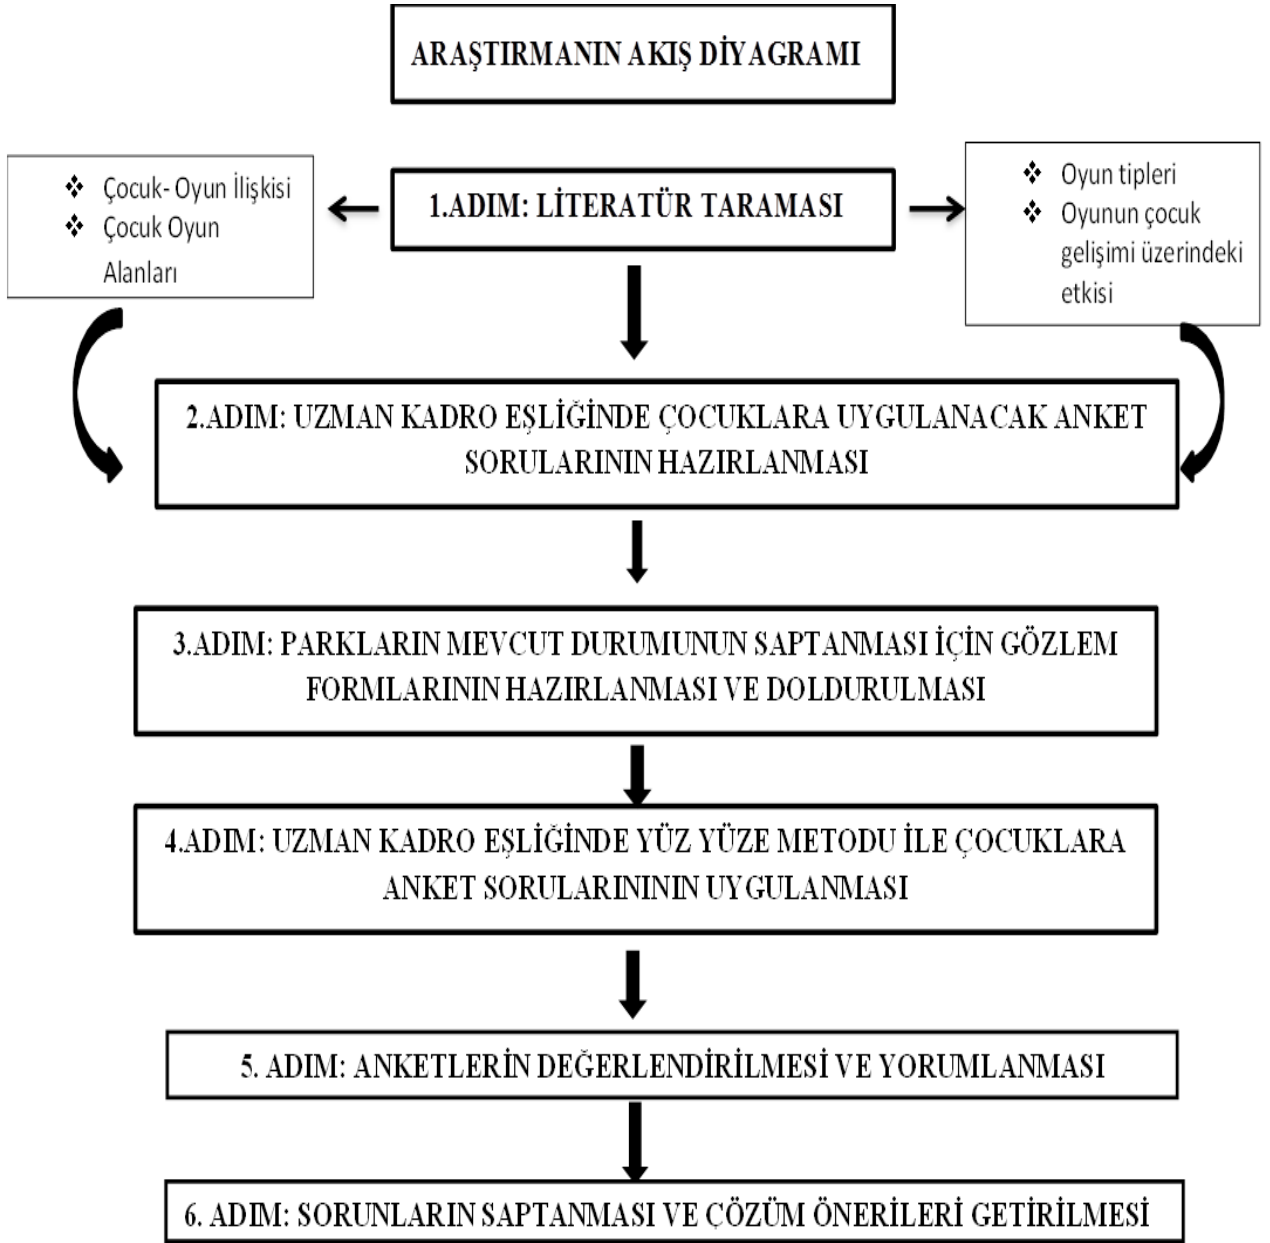 ARAŞTIRMANIN AKIŞ DİYAGRAMI
❖ Çocuk- Oyun İlişkisi
❖ Çocuk Oyun
Alanları
1.ADIM: LİTERATÜR TARAMASI
❖ Oyun tipleri
❖ Oyunun çocuk
gelişimi üzerindeki
etkisi
2.ADIM: UZMAN KADRO EŞLİĞİNDE ÇOCUKLARA UYGULANACAK ANKET
SORULARININ HAZIRLANMASI
3.ADIM: PARKLARIN MEVCUT DURUMUNUN SAPTANMASI İÇİN GÖZLEM
FORMLARININ HAZIRLANMASI VE DOLDURULMASI
4.ADIM: UZMAN KADRO EŞLİĞİNDE YÜZ YÜZE METODU İLE ÇOCUKLARA
ANKET SORULARINININ UYGULANMASI
5. ADIM: ANKETLERİN DEĞERLENDİRİLMESİ VE YORUMLANMASI
6. ADIM: SORUNLARIN SAPTANMASI VE ÇÖZÜM ÖNERİLERİ GETİRİLMESİ